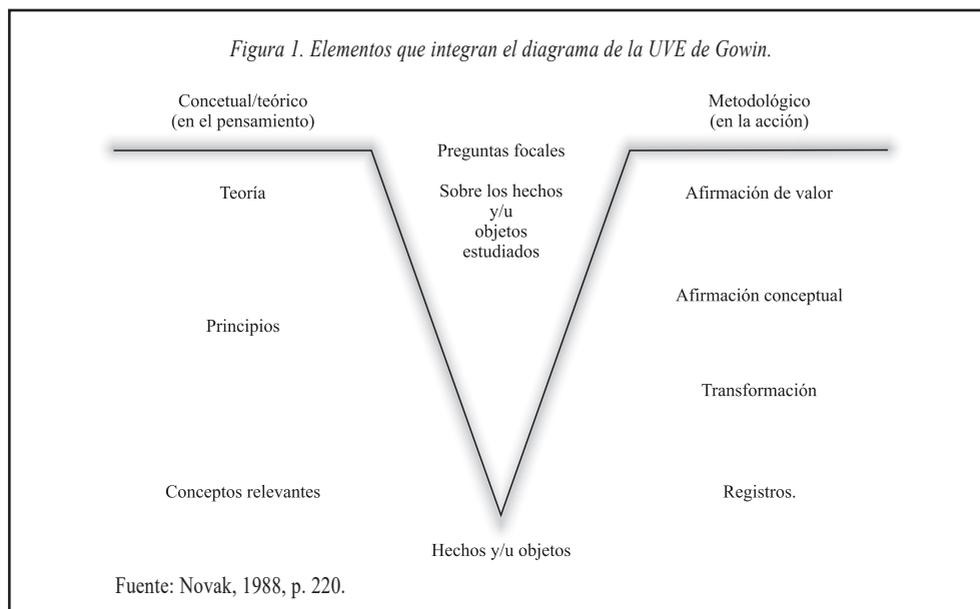 Figura 1. Elementos que integran el diagrama de la UVE de Gowin.
Concetual/teórico
(en el pensamiento)
Metodológico
(en la acción)
Preguntas focales
Teoría
Sobre los hechos
y/u
objetos
estudiados
Afirmación de valor
Afirmación conceptual
Principios
Transformación
Conceptos relevantes
Registros.
Hechos y/u objetos
Fuente: Novak, 1988, p. 220.